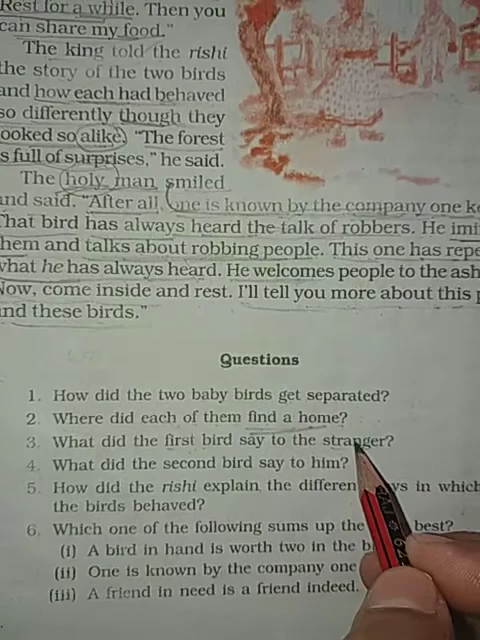 Rest for a while. Then you
can share my food."
The king told the rishi
the story of the two birds
and how each had behaved
so differently though they
ooked so alike. "The forest
s full of surprises," he said.
The holy man smiled
nd said, "After all, one is known by the company one ke
That bird has always heard the talk of robbers. He imi
hem and talks about robbing people. This one has repe
what he has always heard. He welcomes people to the ash
Now, come inside and rest. I'll tell you more about this p
nd these birds."
Questions
1. How did the two baby birds get separated?
2. Where did each of them find a home?
3. What did the first bird say to the stranger?
4. What did the second bird say to him?
5. How did the rishi explain the differen ys in which
the birds behaved?
6. Which one of the following sums up the best?
(i) A bird in hand is worth two in the b
(ii) One is known by the company one
(iii) A friend in need is a friend indeed.